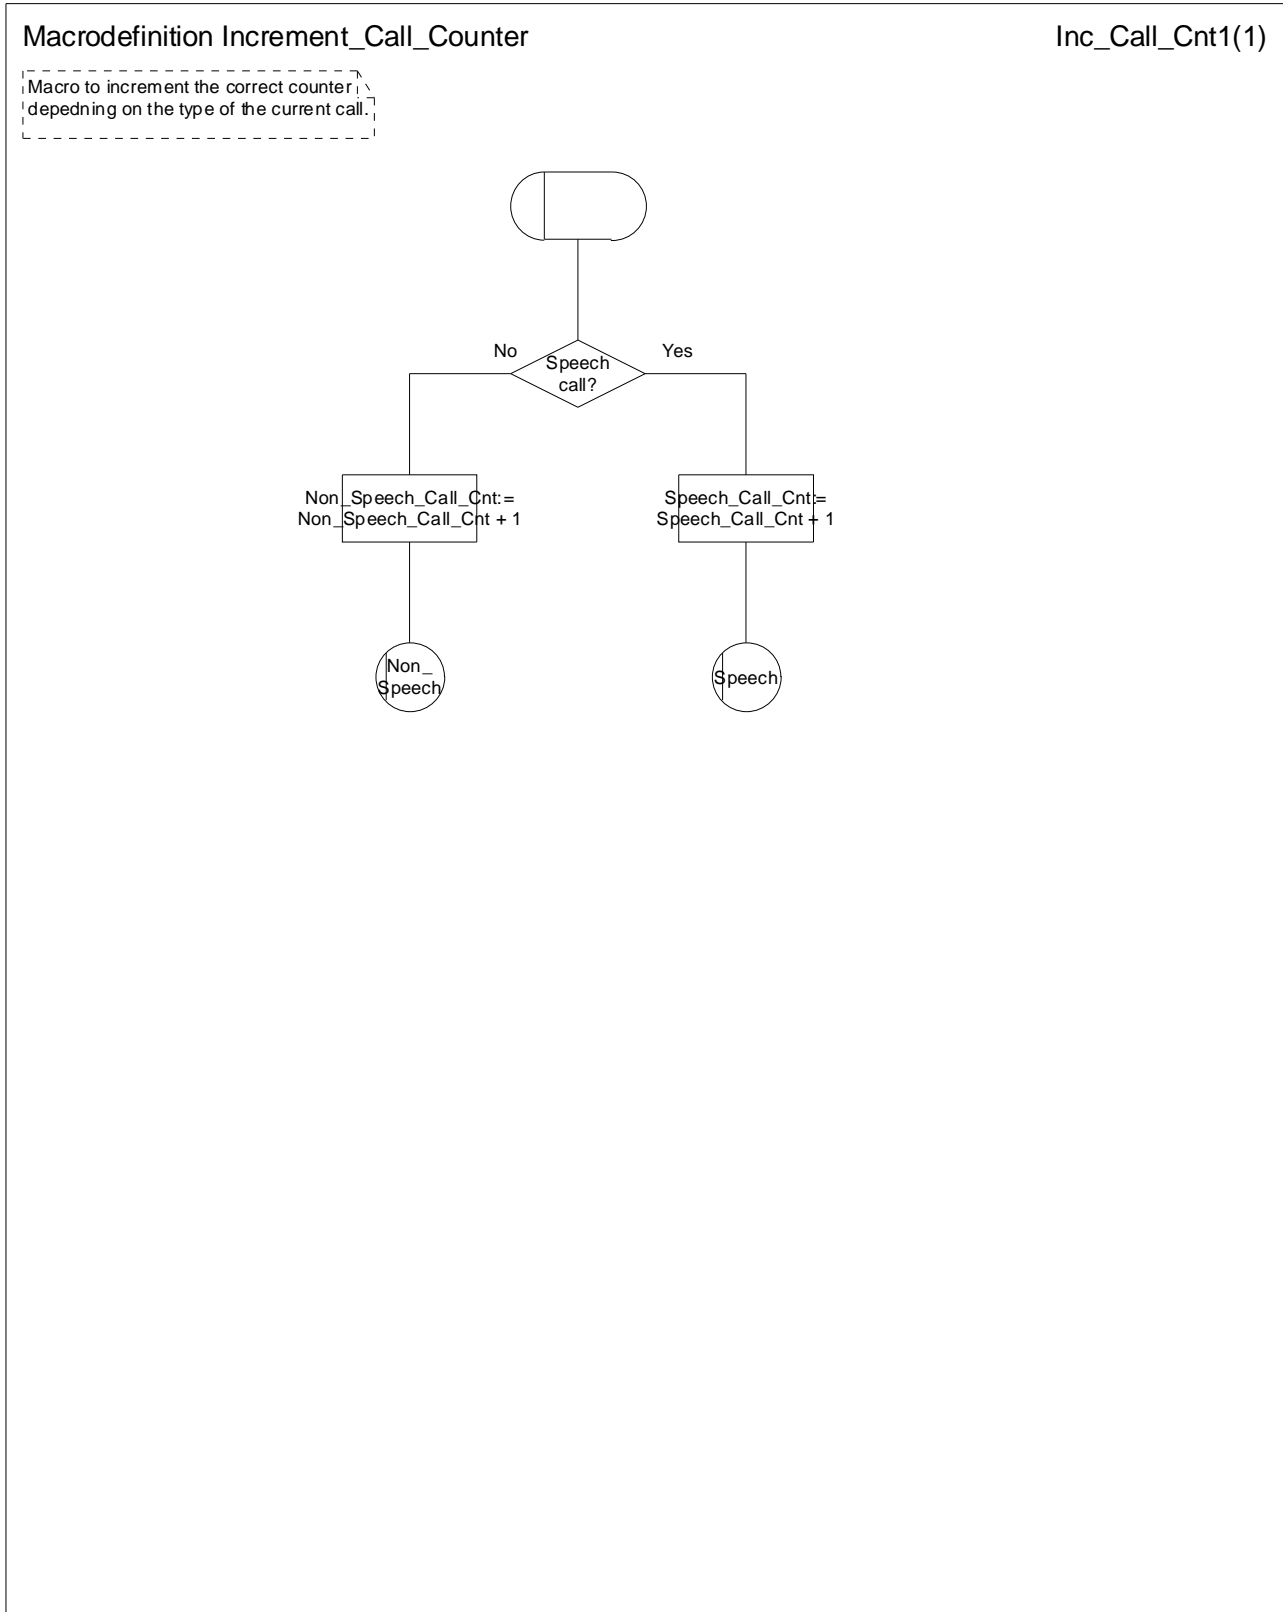 Macrodefinition Increment_Call_Counter
Inc_Call_Cnt1(1)
Macro to increment the correct counter
depedning on the type of the current call.
No
Yes
Speech
call?
Non_Speech_Call_Cnt:=
Non_Speech_Call_Cnt + 1
Speech_Call_Cnt:=
Speech_Call_Cnt + 1
Non_
Speech
Speech